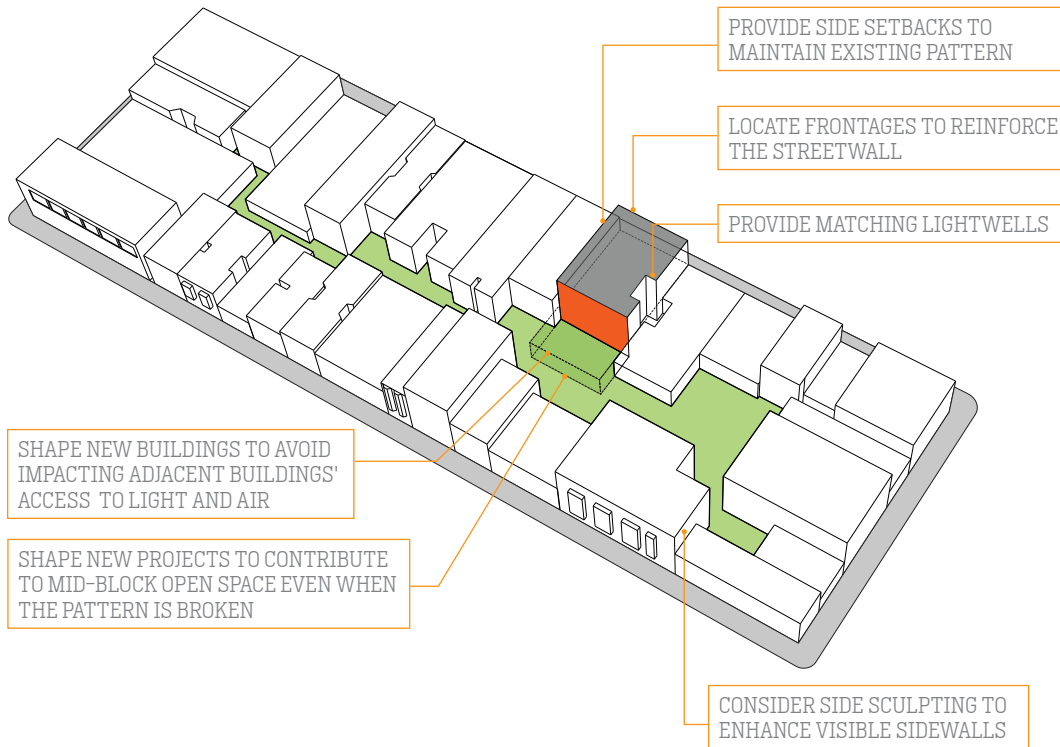 PROVIDE SIDE SETBACKS TO
MAINTAIN EXISTING PATTERN
LOCATE FRONTAGES TO REINFORCE
THE STREETWALL
PROVIDE MATCHING LIGHTWELLS
SHAPE NEW BUILDINGS TO AVOID
IMPACTING ADJACENT BUILDINGS'
ACCESS TO LIGHT AND AIR
SHAPE NEW PROJECTS TO CONTRIBUTE
TO MID-BLOCK OPEN SPACE EVEN WHEN
THE PATTERN IS BROKEN
CONSIDER SIDE SCULPTING TO
ENHANCE VISIBLE SIDEWALLS